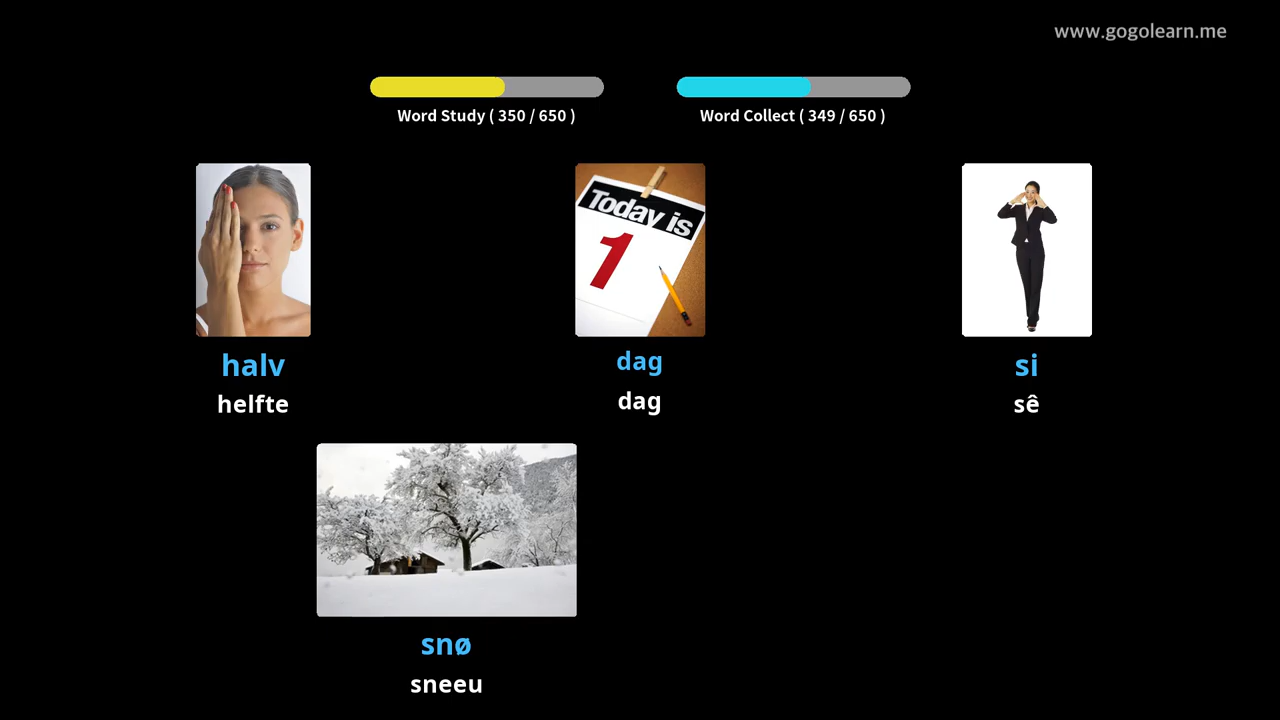 www.gogolearn.me
Word Study ( 350 / 650 )
Word Collect ( 349 / 650 )
Today is
1
halv
helfte
dag
dag
si
sê
snø
sneeu